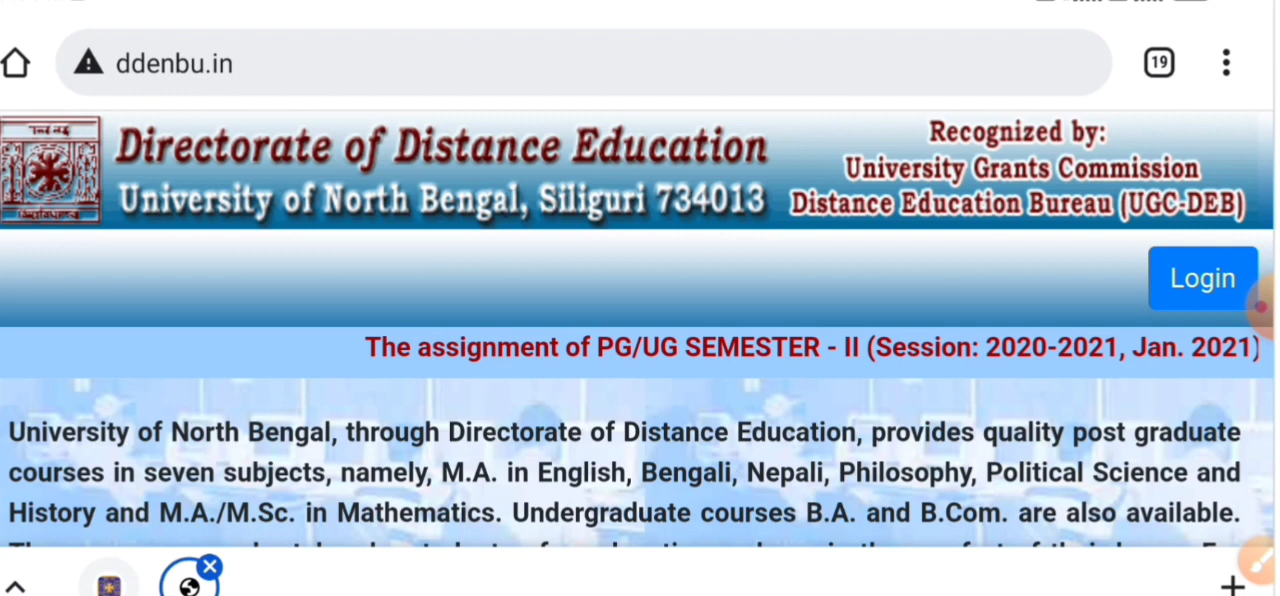 ddenbu.in
19
Directorate of Distance Education
University of North Bengal, Siliguri 734013
Recognized by:
University Grants Commission
Distance Education Bureau (UGC-DEB)
Login
The assignment of PG/UG SEMESTER - II (Session: 2020-2021, Jan. 2021)
University of North Bengal, through Directorate of Distance Education, provides quality post graduate
courses in seven subjects, namely, M.A. in English, Bengali, Nepali, Philosophy, Political Science and
History and M.A./M.Sc. in Mathematics. Undergraduate courses B.A. and B.Com. are also available.